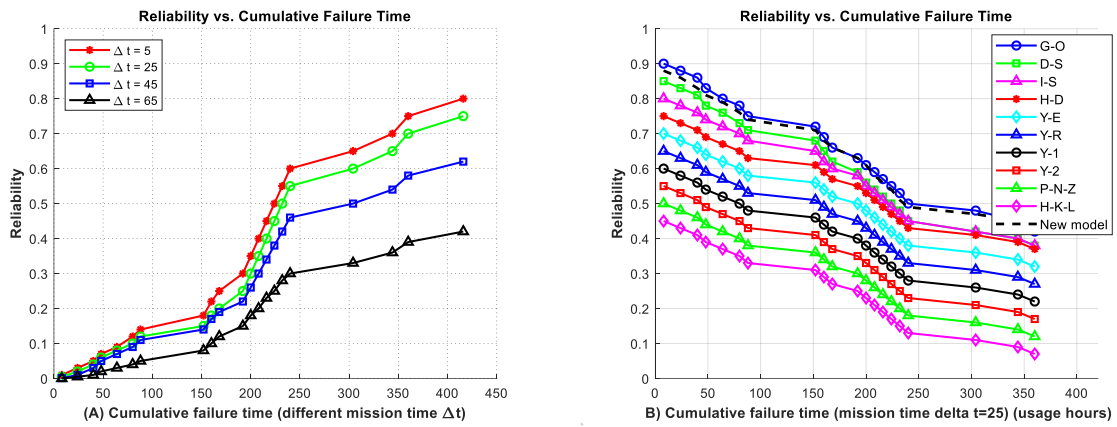 Reliability vs. Cumulative Failure Time
1
0.9
0.8
0.7
0.6
0.5
0.4
0.3
0.2
0.1
0
Reliability
Δ t = 5
Δ t = 25
Δ t = 45
Δ t = 65
0 50 100 150 200 250 300 350 400 450
(A) Cumulative failure time (different mission time Δt)
Reliability vs. Cumulative Failure Time
1
0.9
0.8
0.7
0.6
0.5
0.4
0.3
0.2
0.1
0
Reliability
G-O
D-S
I-S
H-D
Y-E
Y-R
Y-1
Y-2
P-N-Z
H-K-L
New model
0 50 100 150 200 250 300 350 400
B) Cumulative failure time (mission time delta t=25) (usage hours)